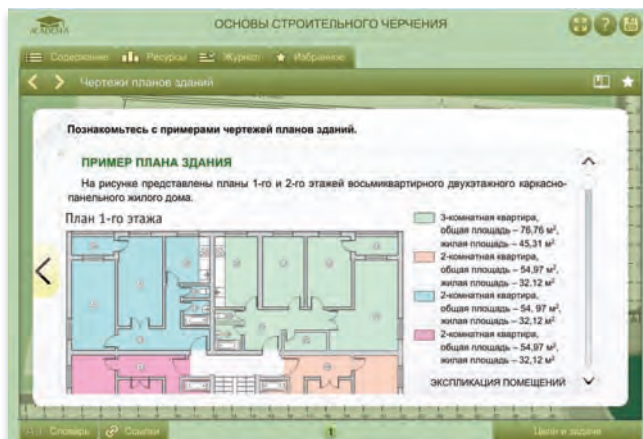 ACADEMIA
ОСНОВЫ СТРОИТЕЛЬНОГО ЧЕРЧЕНИЯ
?
Содержание Ресурсы Журнал Избранное
Чертежи планов зданий
Познакомьтесь с примерами чертежей планов зданий.
ПРИМЕР ПЛАНА ЗДАНИЯ
На рисунке представлены планы 1-го и 2-го этажей восьмиквартирного двухэтажного каркасно-
панельного жилого дома.
План 1-го этажа
3-комнатная квартира,
общая площадь – 76,76 м²,
жилая площадь – 45,31 м²
2-комнатная квартира,
общая площадь – 54,97 м²,
жилая площадь – 32,12 м²
2-комнатная квартира,
общая площадь – 54, 97 м²,
жилая площадь – 32,12 м²
2-комнатная квартира,
общая площадь – 54,97 м²,
жилая площадь – 32,12 м²
ЭКСПЛИКАЦИЯ ПОМЕЩЕНИЙ
Словарь Ссылки
1
Цели и задачи